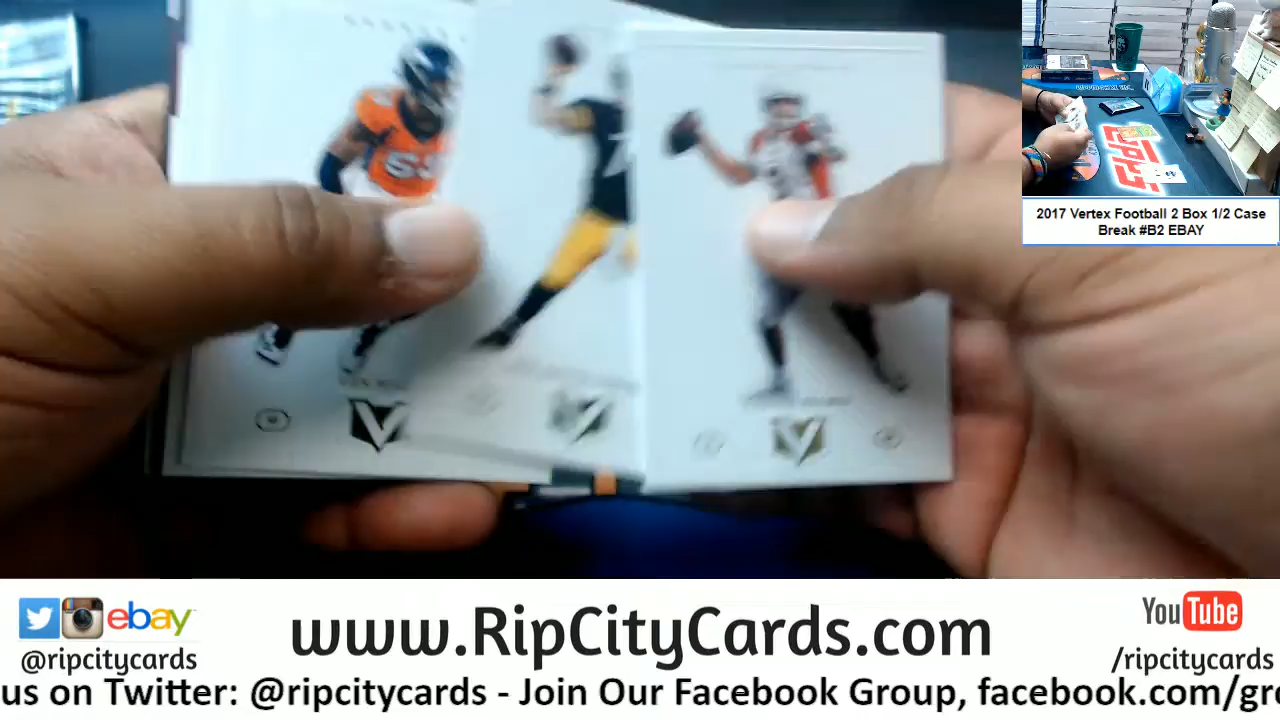 2017 Vertex Football 2 Box 1/2 Case
Break #B2 EBAY
ebay
www.RipCityCards.com
YouTube
@ripcitycards
/ripcitycards
us on Twitter: @ripcitycards - Join Our Facebook Group, facebook.com/gro